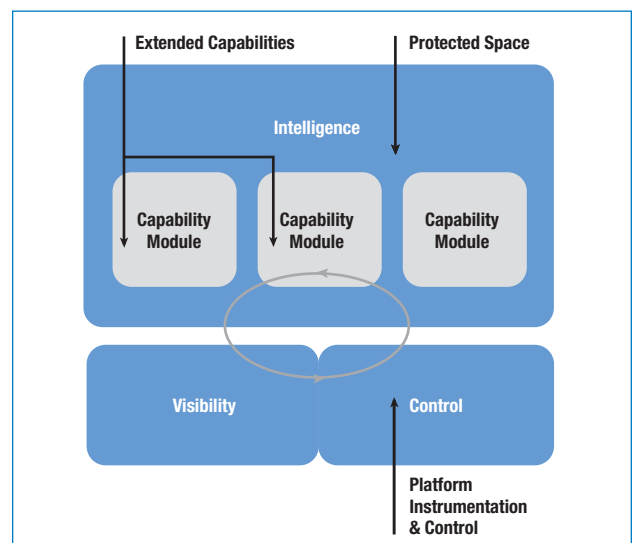 Extended Capabilities
Protected Space
Intelligence
Capability
Module
Capability
Module
Capability
Module
Visibility
Control
Platform
Instrumentation
& Control